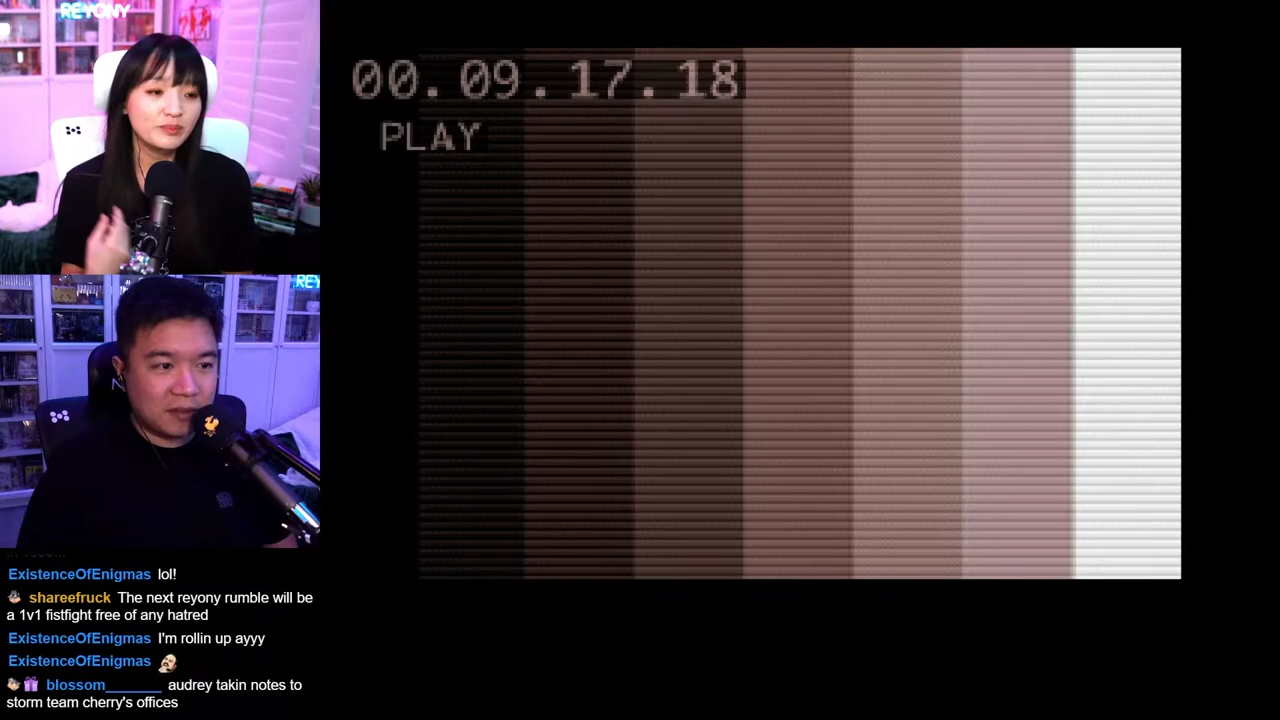 REYONY
REY
00.09.17.18
PLAY
ExistenceOfEnigmas lol!
shareefruck The next reyony rumble will be
a 1v1 fistfight free of any hatred
ExistenceOfEnigmas I'm rollin up ayyy
ExistenceOfEnigmas
blossom_______ audrey takin notes to
storm team cherry's offices